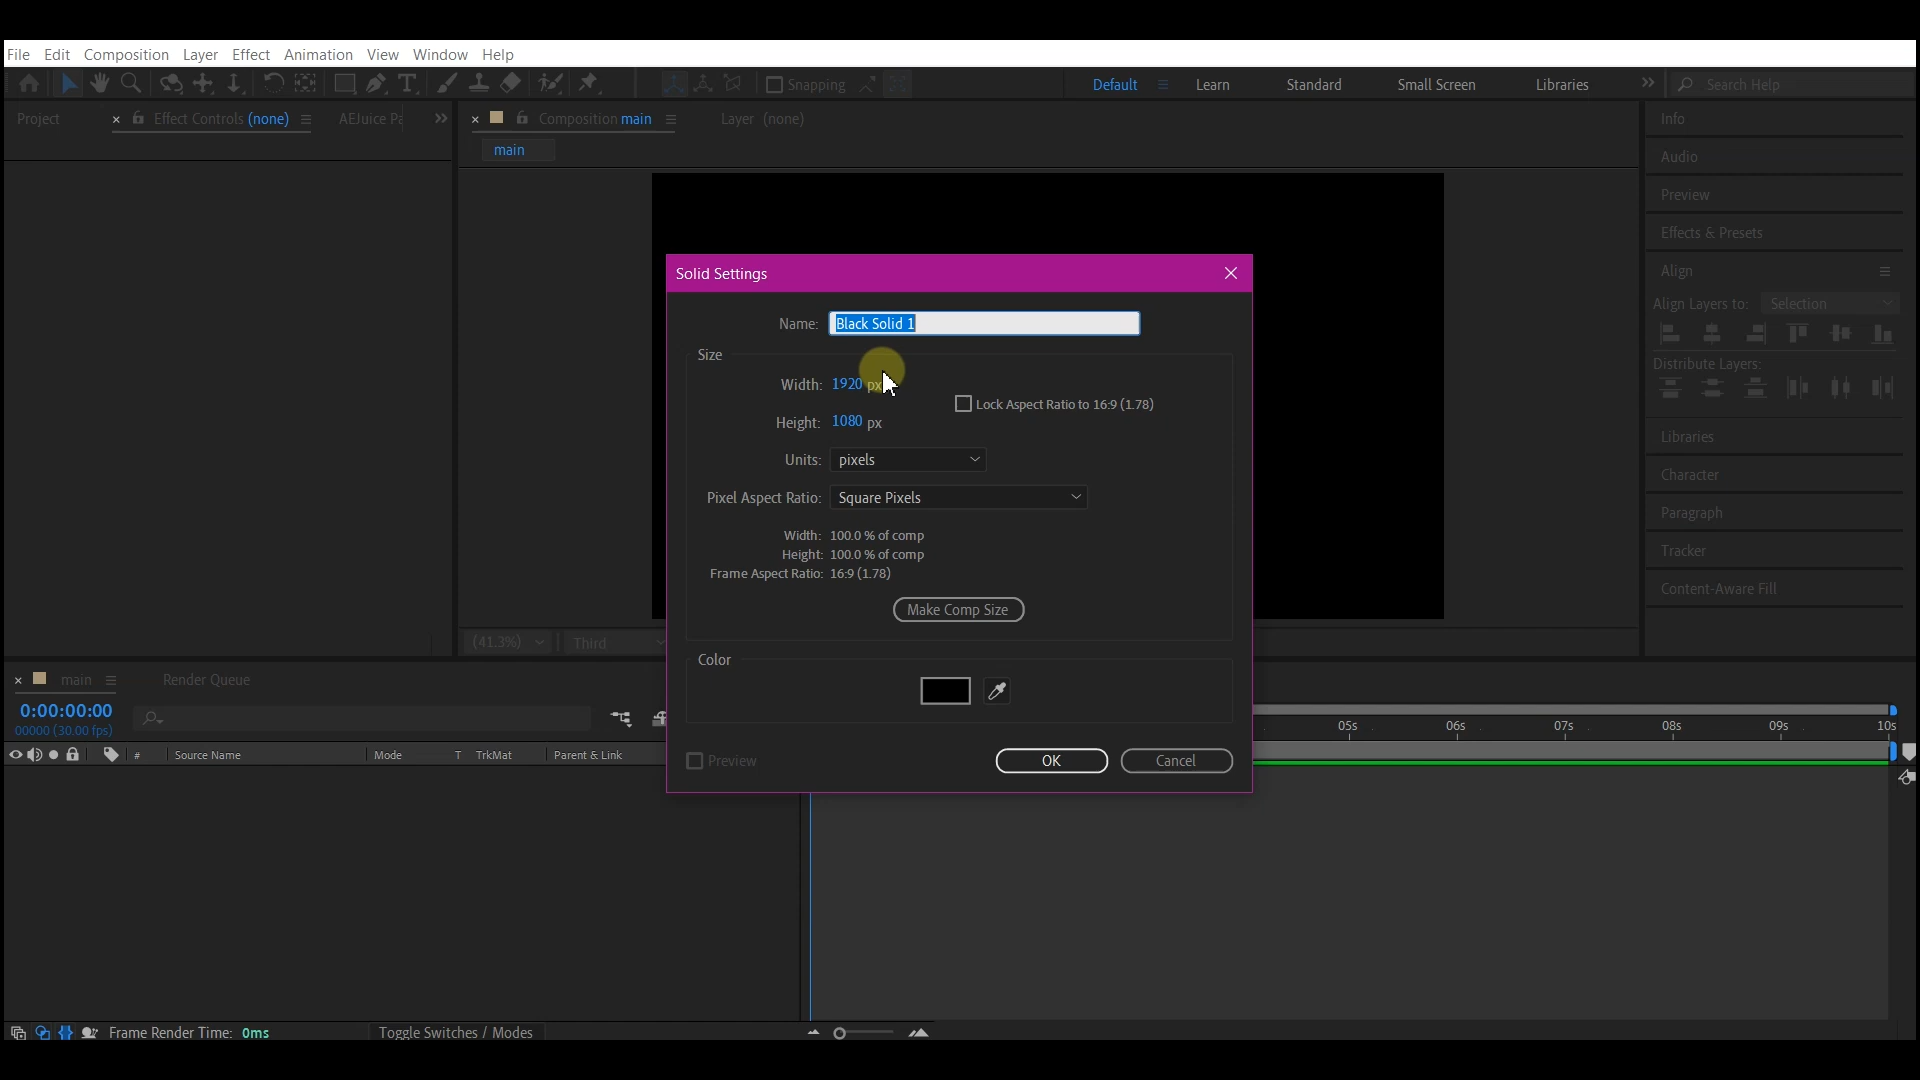 File Edit Composition Layer Effect Animation View Window Help
Snapping Default Learn Standard Small Screen Libraries Search Help
Project Effect Controls (none) AEJuice Pa Composition main Layer (none) Info
main
Audio
Preview
Effects & Presets
Solid Settings Align
Align Layers to: Selection
Name: Black Solid 1
Size Distribute Layers:
Width: 1920 px
Lock Aspect Ratio to 16:9 (1.78)
Height: 1080 px
Libraries
Units: pixels
Character
Pixel Aspect Ratio: Square Pixels
Paragraph
Width: 100.0 % of comp
Height: 100.0 % of comp Tracker
Frame Aspect Ratio: 16:9 (1.78)
Content-Aware Fill
Make Comp Size
(41.3%) Third
Color
main Render Queue
0:00:00:00
00000 (30.00 fps) 05s 06s 07s 08s 09s 10s
# Source Name Mode T TrkMat Parent & Link
Preview OK Cancel
Frame Render Time: 0ms Toggle Switches / Modes